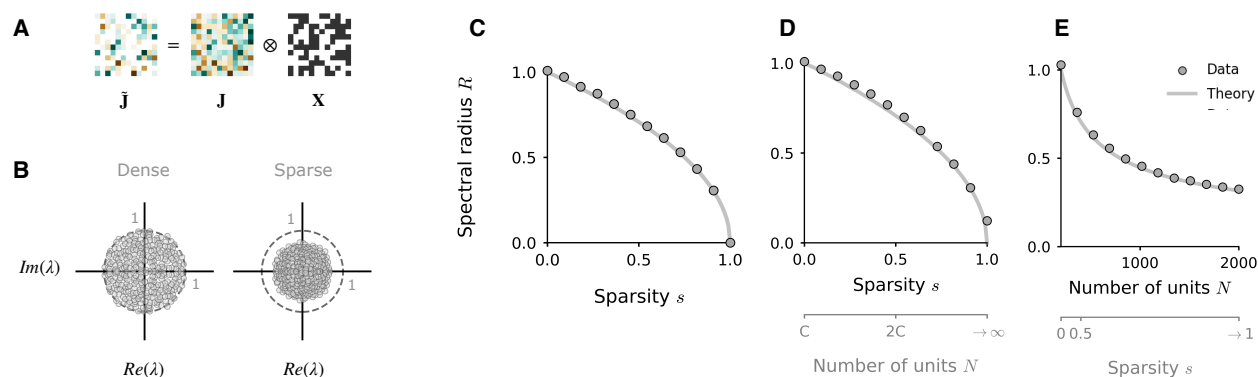 A
=
⊗
J̃
J
X
B
Dense
Sparse
1
1
Im(λ)
1
1
Re(λ)
Re(λ)
C
Spectral radius R
1.0
0.5
0.0
0.0
0.5
1.0
Sparsity s
D
1.0
0.5
0.0
0.0
0.5
1.0
Sparsity s
C
2C
→∞
Number of units N
E
1.0
0.5
0.0
Data
Theory
1000
2000
Number of units N
0
0.5
→1
Sparsity s